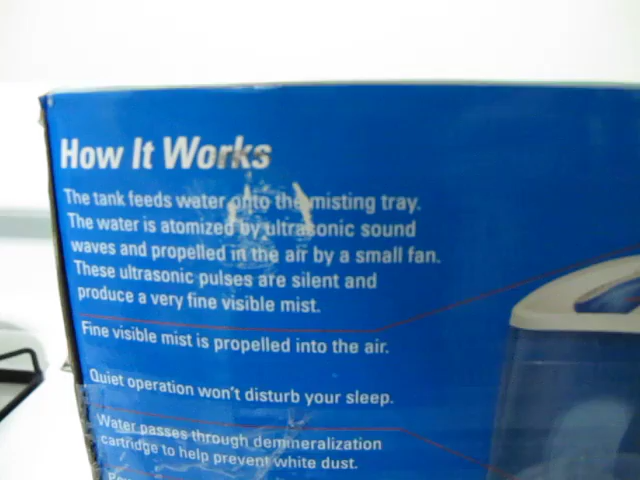 How It Works
The tank feeds water onto the misting tray.
The water is atomized by ultrasonic sound
waves and propelled in the air by a small fan.
These ultrasonic pulses are silent and
produce a very fine visible mist.
Fine visible mist is propelled into the air.
Quiet operation won't disturb your sleep.
Water passes through demineralization
cartridge to help prevent white dust.